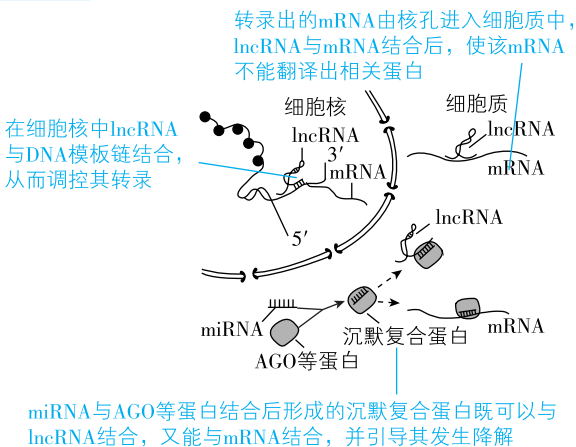 转录出的mRNA由核孔进入细胞质中，
lncRNA与mRNA结合后，使该mRNA
不能翻译出相关蛋白
细胞核
细胞质
在细胞核中lncRNA
与DNA模板链结合，
从而调控其转录
lncRNA
3′
mRNA
5′
lncRNA
mRNA
lncRNA
miRNA
AGO等蛋白
沉默复合蛋白
mRNA
miRNA与AGO等蛋白结合后形成的沉默复合蛋白既可以与
lncRNA结合，又能与mRNA结合，并引导其发生降解